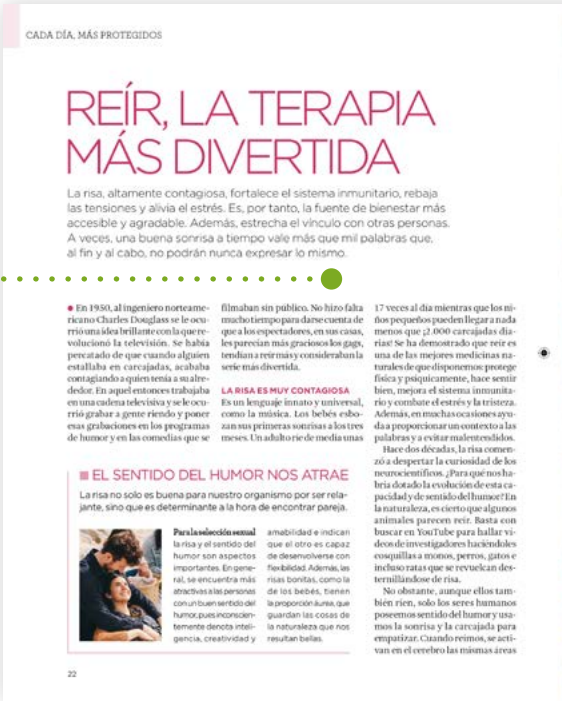 CADA DÍA, MÁS PROTEGIDOS
REÍR, LA TERAPIA
MÁS DIVERTIDA
La risa, altamente contagiosa, fortalece el sistema inmunitario, rebaja
las tensiones y alivia el estrés. Es, por tanto, la fuente de bienestar más
accesible y agradable. Además, estrecha el vínculo con otras personas.
A veces, una buena sonrisa a tiempo vale más que mil palabras que,
al fin y al cabo, no podrán nunca expresar lo mismo.
En 1950, al ingeniero norteame-
ricano Charles Douglass se le ocu-
rrió una idea brillante con la que re-
volucionó la televisión. Se había
percatado de que cuando alguien
estallaba en carcajadas, acababa
contagiando a quien tenía a su alre-
dedor. En aquel entonces trabajaba
en una cadena televisiva y se le ocu-
rrió grabar a gente riendo y poner
esas grabaciones en los programas
de humor y en las comedias que se
filmaban sin público. No hizo falta
mucho tiempo para darse cuenta de
que a los espectadores, en sus casas,
les parecían más graciosos los gags,
tendían a reír más y consideraban la
serie más divertida.
LA RISA ES MUY CONTAGIOSA
Es un lenguaje innato y universal,
como la música. Los bebés esbo-
zan sus primeras sonrisas a los tres
meses. Un adulto ríe de media unas
17 veces al día mientras que los ni-
ños pequeños pueden llegar a nada
menos que ¡2.000 carcajadas dia-
rias! Se ha demostrado que reír es
una de las mejores medicinas na-
turales de que disponemos: protege
física y psíquicamente, hace sentir
bien, mejora el sistema inmunita-
rio y combate el estrés y la tristeza.
Además, en muchas ocasiones ayu-
da a proporcionar un contexto a las
palabras y a evitar malentendidos.
Hace dos décadas, la risa comen-
zó a despertar la curiosidad de los
neurocientíficos. ¿Para qué nos ha-
bría dotado la evolución de esta ca-
pacidad y de sentido del humor? En
la naturaleza, es cierto que algunos
animales parecen reír. Basta con
buscar en YouTube para hallar ví-
deos de investigadores haciéndoles
cosquillas a monos, perros, gatos e
incluso ratas que se revuelcan des-
ternillándose de risa.
No obstante, aunque ellos tam-
bién ríen, solo los seres humanos
poseemos sentido del humor y usa-
mos la sonrisa y la carcajada para
empatizar. Cuando reímos, se acti-
van en el cerebro las mismas áreas
EL SENTIDO DEL HUMOR NOS ATRAE
La risa no solo es buena para nuestro organismo por ser rela-
jante, sino que es determinante a la hora de encontrar pareja.
Para la selección sexual
la risa y el sentido del
humor son aspectos
importantes. En gene-
ral, se encuentra más
atractivas a las personas
con un buen sentido del
humor, pues inconscien-
temente denota inteli-
gencia, creatividad y
amabilidad e indican
que el otro es capaz
de desenvolverse con
flexibilidad. Además, las
risas bonitas, como la
de los bebés, tienen
la proporción áurea, que
guardan las cosas de
la naturaleza que nos
resultan bellas.
22